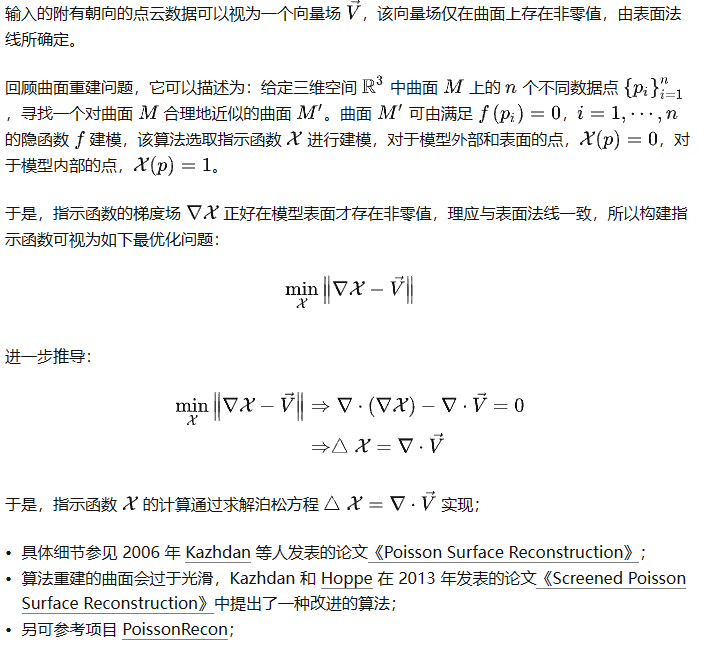 输入的附有朝向的点云数据可以视为一个向量场 $\vec{V}$，该向量场仅在曲面上存在非零值，由表面法
线所确定。
回顾曲面重建问题，它可以描述为：给定三维空间 $\mathbb{R}^3$ 中曲面 $M$ 上的 $n$ 个不同数据点 $\{p_i\}_{i=1}^{n}$
，寻找一个对曲面 $M$ 合理地近似的曲面 $M'$。曲面 $M'$ 可由满足 $f(p_i) = 0$，$i = 1, \cdots, n$
的隐函数 $f$ 建模，该算法选取指示函数 $\mathcal{X}$ 进行建模，对于模型外部和表面的点，$\mathcal{X}(p) = 0$，对
于模型内部的点，$\mathcal{X}(p) = 1$。
于是，指示函数的梯度场 $\nabla \mathcal{X}$ 正好在模型表面才存在非零值，理应与表面法线一致，所以构建指
示函数可视为如下最优化问题：
$\min_{\mathcal{X}} \left\| \nabla \mathcal{X} - \vec{V} \right\|$
进一步推导：
$\min_{\mathcal{X}} \left\| \nabla \mathcal{X} - \vec{V} \right\| \Rightarrow \nabla \cdot (\nabla \mathcal{X}) - \nabla \cdot \vec{V} = 0$
$\Rightarrow \triangle \mathcal{X} = \nabla \cdot \vec{V}$
于是，指示函数 $\mathcal{X}$ 的计算通过求解泊松方程 $\triangle \mathcal{X} = \nabla \cdot \vec{V}$ 实现；
• 具体细节参见 2006 年 Kazhdan 等人发表的论文《Poisson Surface Reconstruction》；
• 算法重建的曲面会过于光滑，Kazhdan 和 Hoppe 在 2013 年发表的论文《Screened Poisson
Surface Reconstruction》中提出了一种改进的算法；
• 另可参考项目 PoissonRecon；